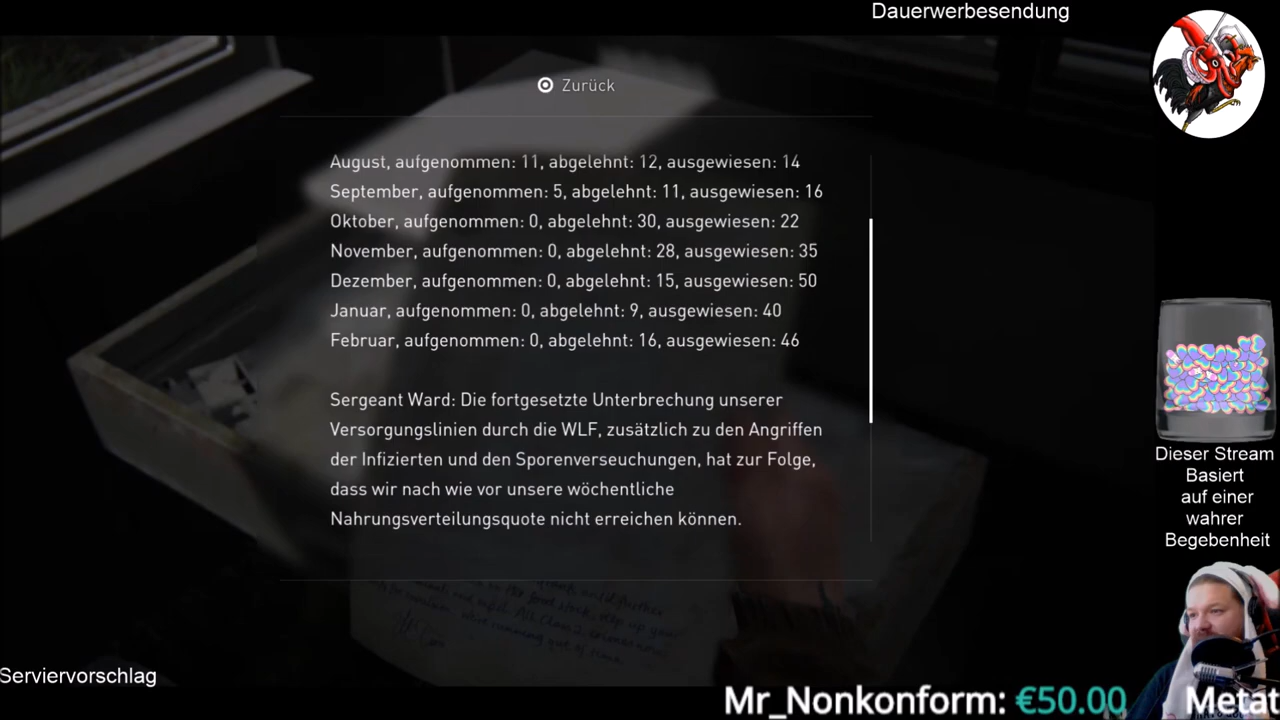 Dauerwerbesendung
Zurück
August, aufgenommen: 11, abgelehnt: 12, ausgewiesen: 14
September, aufgenommen: 5, abgelehnt: 11, ausgewiesen: 16
Oktober, aufgenommen: 0, abgelehnt: 30, ausgewiesen: 22
November, aufgenommen: 0, abgelehnt: 28, ausgewiesen: 35
Dezember, aufgenommen: 0, abgelehnt: 15, ausgewiesen: 50
Januar, aufgenommen: 0, abgelehnt: 9, ausgewiesen: 40
Februar, aufgenommen: 0, abgelehnt: 16, ausgewiesen: 46
Sergeant Ward: Die fortgesetzte Unterbrechung unserer
Versorgungslinien durch die WLF, zusätzlich zu den Angriffen
der Infizierten und den Sporenverseuchungen, hat zur Folge,
dass wir nach wie vor unsere wöchentliche
Nahrungsverteilungsquote nicht erreichen können.
Dieser Stream
Basiert
auf einer
wahrer
Begebenheit
Serviervorschlag
Mr_Nonkonform: €50.00 Metat